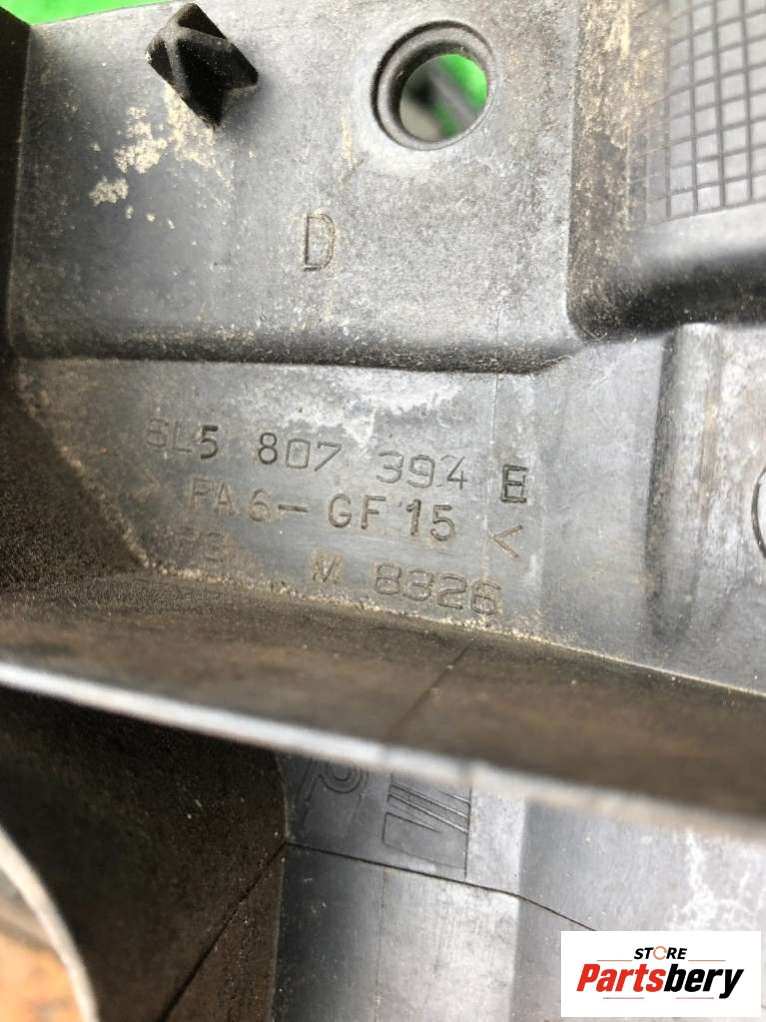 D
6L5 807 394 E
> PA6-GF15 <
M 8326
STORE
Partsbery